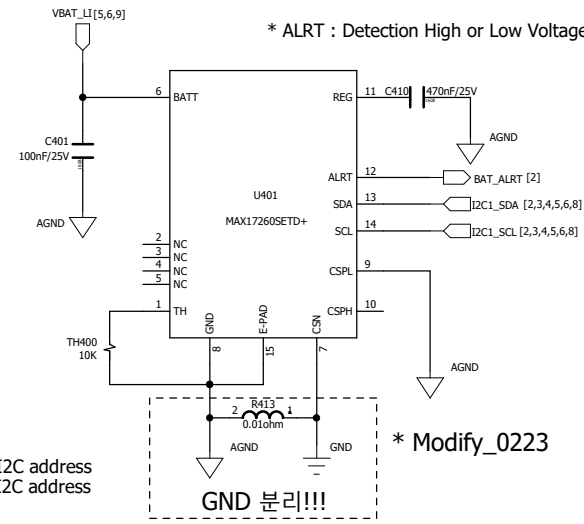 VBAT_LI[5,6,9]
* ALRT : Detection High or Low Voltage
6 BATT
REG 11 C410 470nF/25V
1608
C401
100nF/25V
1608
AGND
ALRT 12 BAT_ALRT [2]
U401
SDA 13 I2C1_SDA [2,3,4,5,6,8]
MAX17260SETD+
AGND
SCL 14 I2C1_SCL [2,3,4,5,6,8]
2 NC
3 NC
4 NC
5 NC
CSPL 9
1 TH
CSPH 10
GND
E-PAD
CSN
8
15
7
TH400
10K
AGND
R413
2 1
0.01ohm
AGND
GND
* Modify_0223
I2C address
I2C address
GND 분리!!!